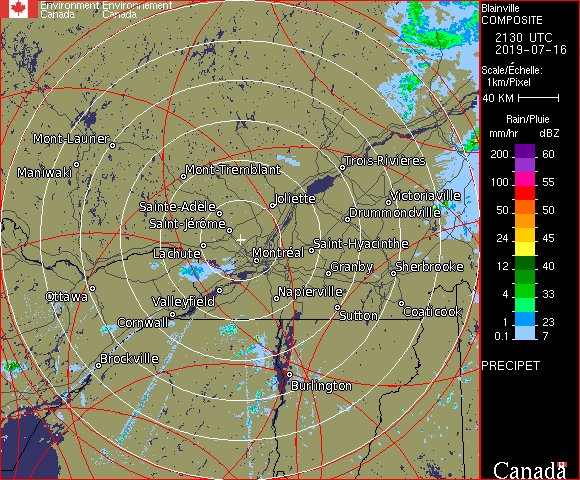 Environment Environnement
Canada Canada
Blainville
COMPOSITE
2130 UTC
2019-07-16
Scale/Échelle:
1km/Pixel
40 KM
Rain/Pluie
mm/hr dBZ
200 60
150 57
100 55
50 50
24 45
12 40
4 33
1 23
0.1 7
PRECIPET
Canada
Mont-Laurier
Maniwaki
Mont-Tremblant
Trois-Rivières
Sainte-Adèle
Joliette
Victoriaville
Drummondville
Saint-Jérôme
Lachute
Montréal
Saint-Hyacinthe
Granby
Sherbrooke
Ottawa
Valleyfield
Napierville
Cornwall
Sutton
Coaticook
Brockville
Burlington